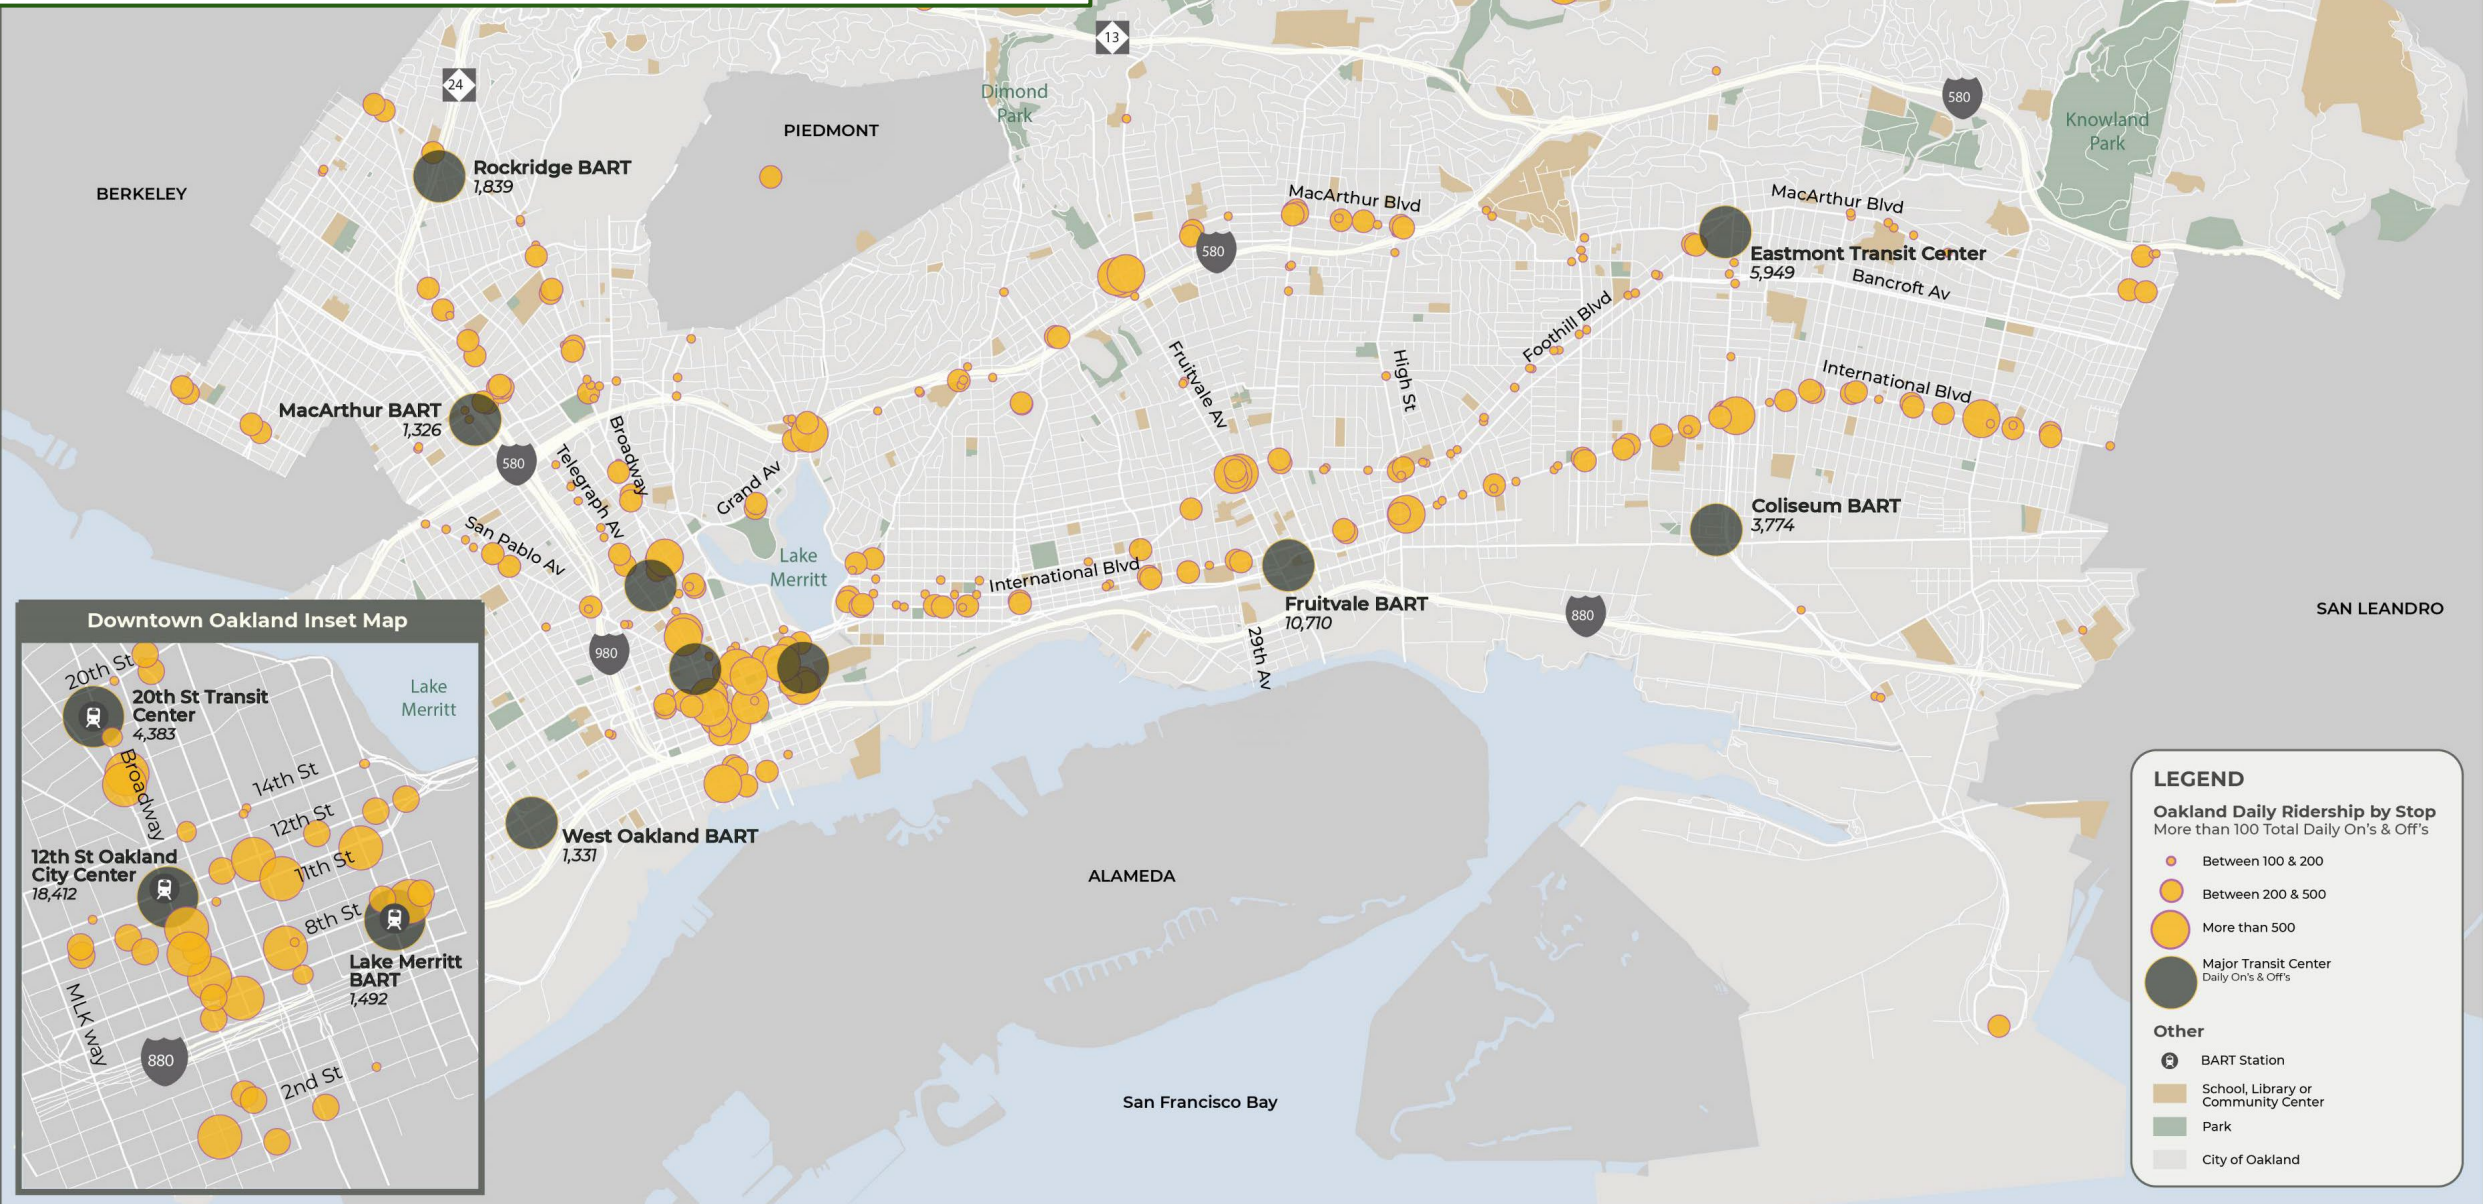 13
24
Dimond
Park
PIEDMONT
580
Knowland
Park
BERKELEY
Rockridge BART
1,839
MacArthur Blvd
MacArthur Blvd
580
Eastmont Transit Center
5,949
Bancroft Av
Foothill Blvd
Fruitvale Av
High St
International Blvd
MacArthur BART
1,326
580
Telegraph Av
Broadway
Grand Av
San Pablo Av
Coliseum BART
3,774
Lake
Merritt
International Blvd
Fruitvale BART
10,710
29th Av
880
SAN LEANDRO
980
West Oakland BART
1,331
ALAMEDA
San Francisco Bay
Downtown Oakland Inset Map
20th St
20th St Transit
Center
4,383
Lake
Merritt
Broadway
14th St
12th St
11th St
12th St Oakland
City Center
18,412
8th St
Lake Merritt
BART
1,492
MLK way
880
2nd St
LEGEND
Oakland Daily Ridership by Stop
More than 100 Total Daily On's & Off's
Between 100 & 200
Between 200 & 500
More than 500
Major Transit Center
Daily On's & Off's
Other
BART Station
School, Library or
Community Center
Park
City of Oakland